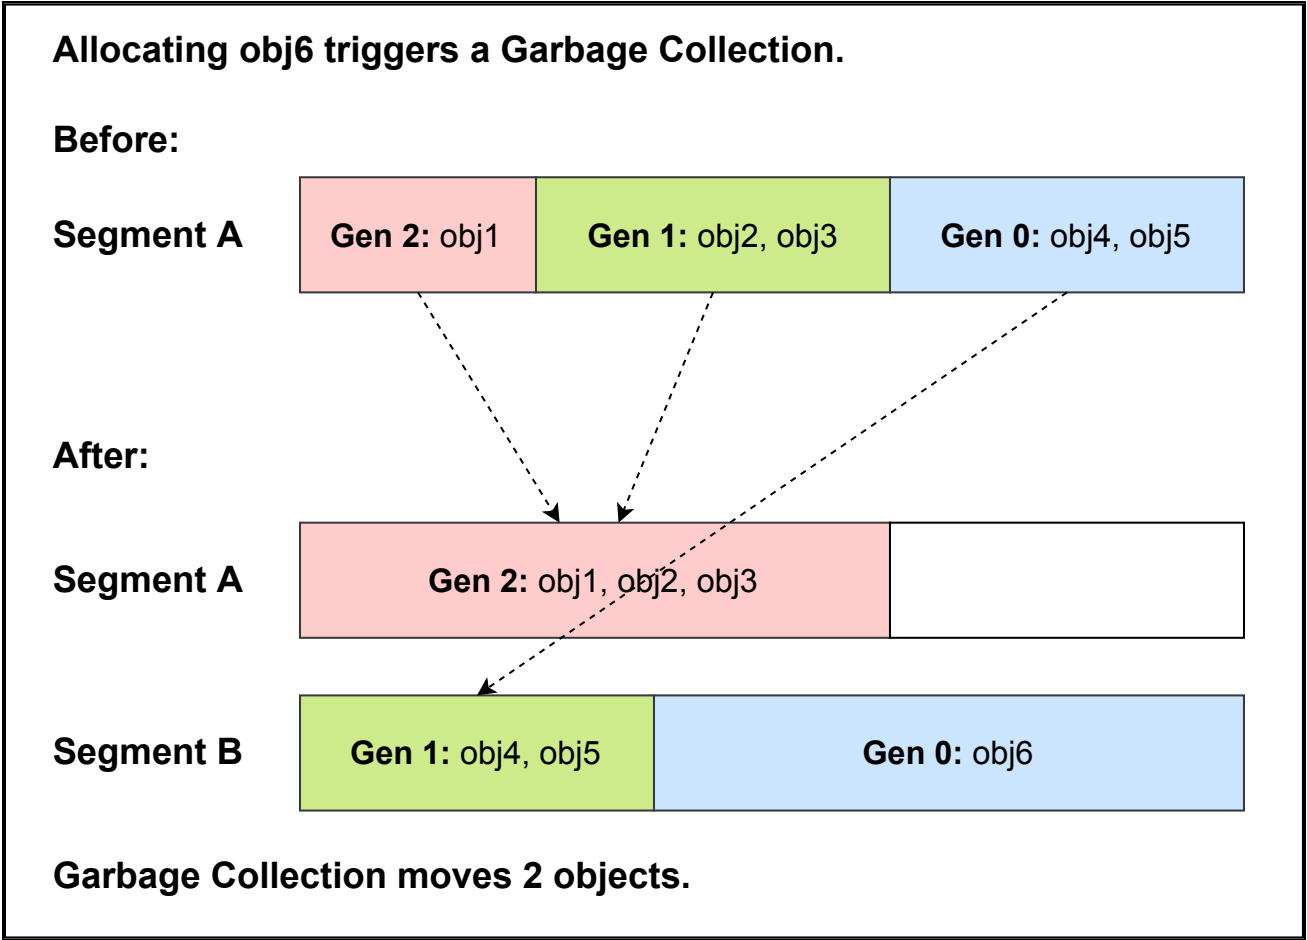 Allocating obj6 triggers a Garbage Collection.
Before:
Segment A
Gen 2: obj1
Gen 1: obj2, obj3
Gen 0: obj4, obj5
After:
Segment A
Gen 2: obj1, obj2, obj3
Segment B
Gen 1: obj4, obj5
Gen 0: obj6
Garbage Collection moves 2 objects.